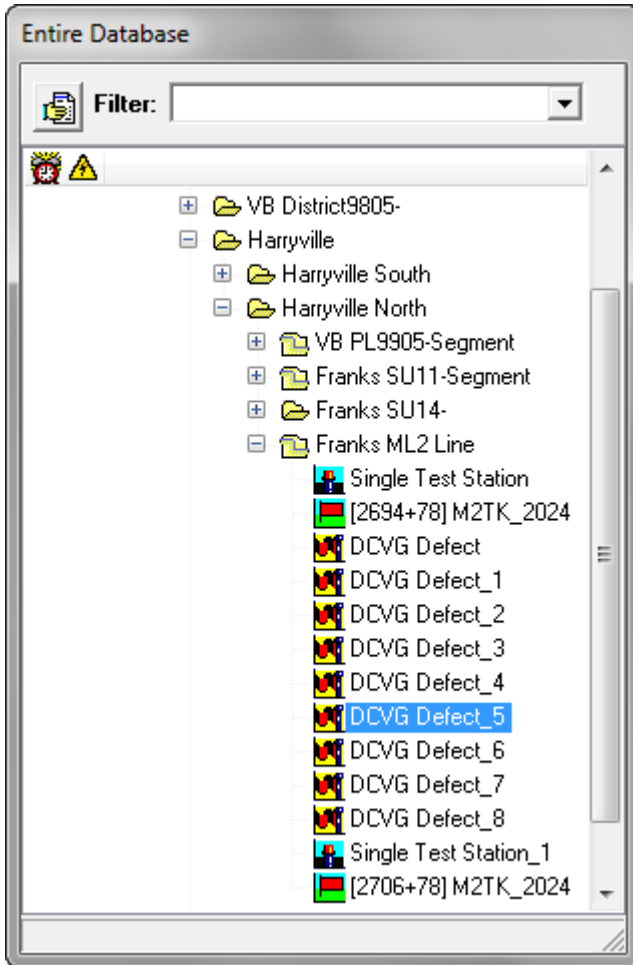 Entire Database
Filter:
VB District9805-
Harryville
Harryville South
Harryville North
VB PL9905-Segment
Franks SU11-Segment
Franks SU14-
Franks ML2 Line
Single Test Station
[2694+78] M2TK_2024
DCVG Defect
DCVG Defect_1
DCVG Defect_2
DCVG Defect_3
DCVG Defect_4
DCVG Defect_5
DCVG Defect_6
DCVG Defect_7
DCVG Defect_8
Single Test Station_1
[2706+78] M2TK_2024